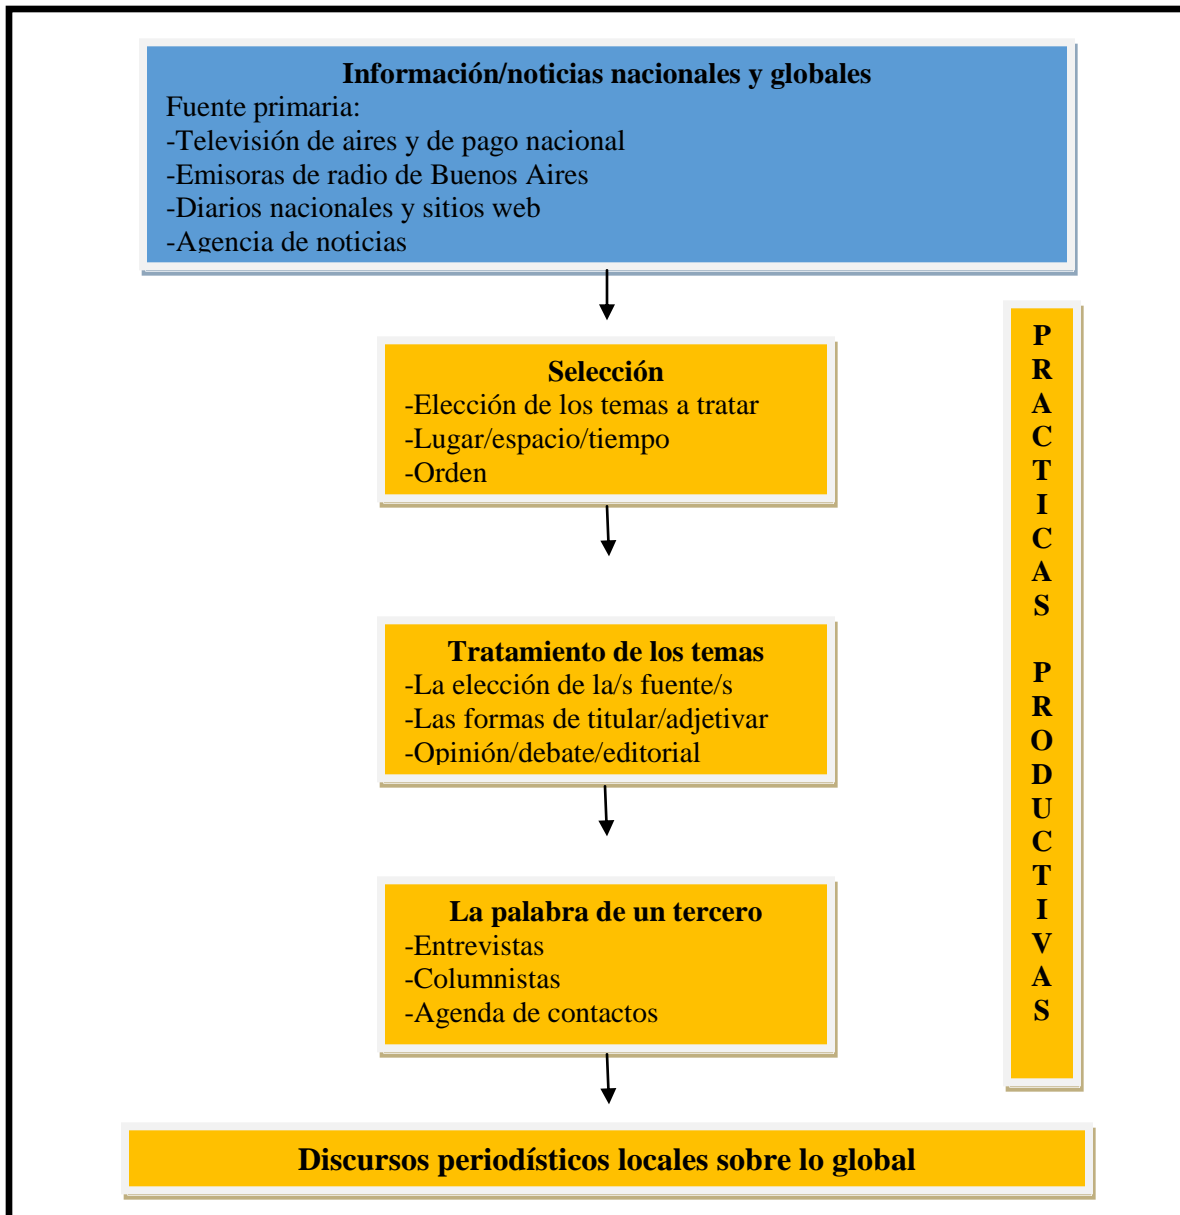 Información/noticias nacionales y globales
Fuente primaria:
-Televisión de aires y de pago nacional
-Emisoras de radio de Buenos Aires
-Diarios nacionales y sitios web
-Agencia de noticias
Selección
-Elección de los temas a tratar
-Lugar/espacio/tiempo
-Orden
Tratamiento de los temas
-La elección de la/s fuente/s
-Las formas de titular/adjetivar
-Opinión/debate/editorial
La palabra de un tercero
-Entrevistas
-Columnistas
-Agenda de contactos
PRACTICAS PRODUCTIVAS
Discursos periodísticos locales sobre lo global